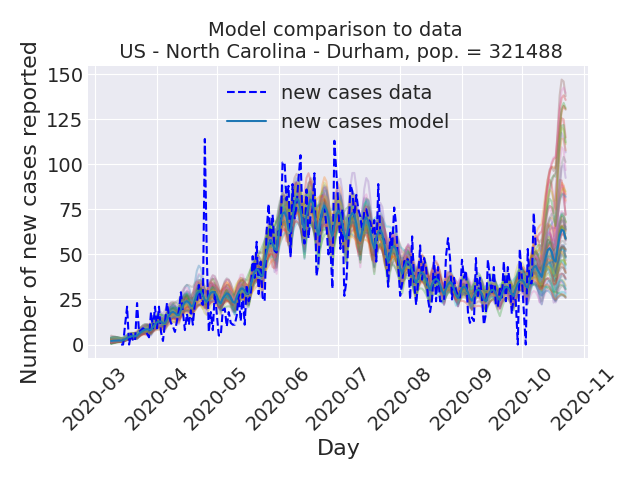 Model comparison to data
US - North Carolina - Durham, pop. = 321488
Number of new cases reported
150
125
100
75
50
25
0
new cases data
new cases model
2020-03
2020-04
2020-05
2020-06
2020-07
2020-08
2020-09
2020-10
2020-11
Day